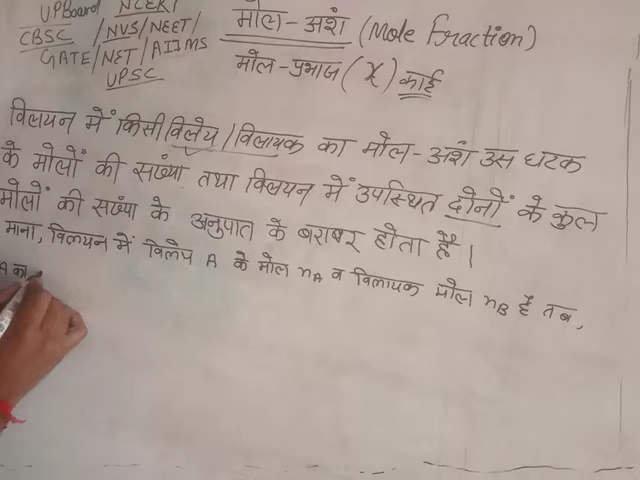 UPBoard NCERT
CBSC / NVS/NEET/
GATE/NET/AIIMS
UPSC
मोल-अंश (Mole Fraction)
मोल-प्रभाज (x) काई
विलयन में किसी विलेय / विलायक का मोल-अंश उस घटक
के मोलों की संख्या तथा विलयन में उपस्थित दोनों के कुल
मोलों की संख्या के अनुपात के बराबर होता है।
माना, विलयन में विलेय A के मोल nA व विलायक मोल nB हैं तब,
A का